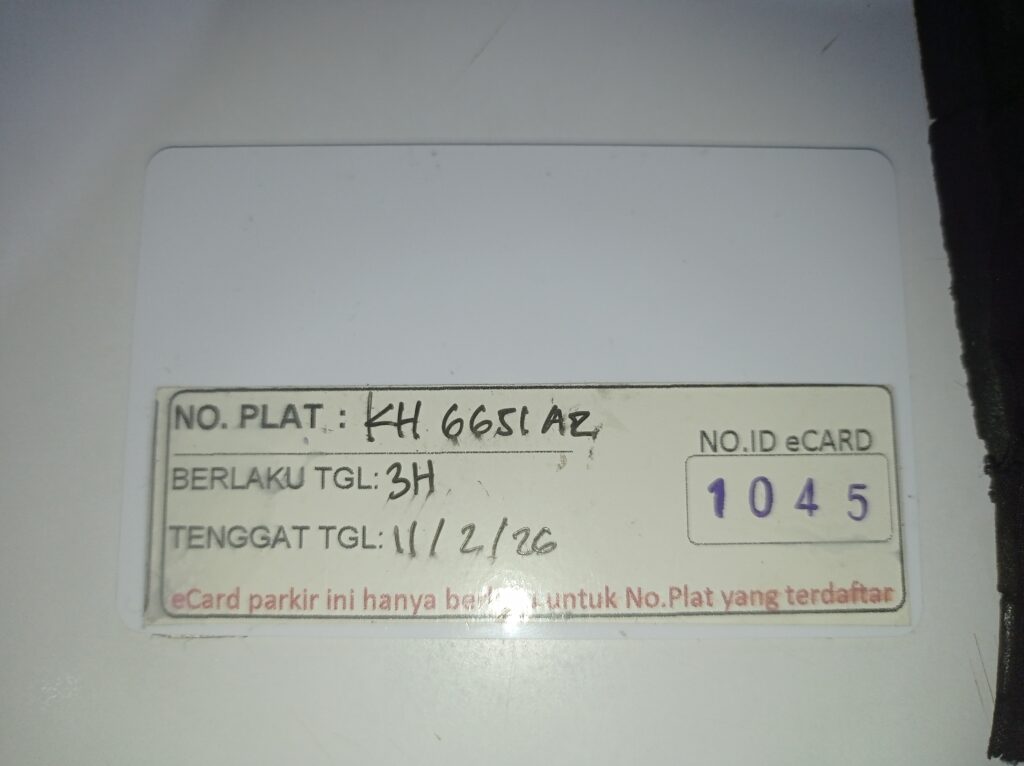 NO. PLAT : KH 6651 AZ
BERLAKU TGL: 3H
TENGGAT TGL: 11/2/26
NO.ID eCARD
1045
eCard parkir ini hanya untuk No.Plat yang terdaftar